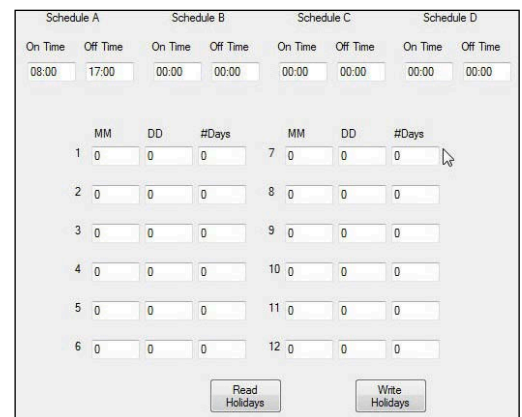 Schedule A Schedule B Schedule C Schedule D
On Time Off Time On Time Off Time On Time Off Time On Time Off Time
08:00 17:00 00:00 00:00 00:00 00:00 00:00 00:00
MM DD #Days MM DD #Days
1 0 0 0 7 0 0 0
2 0 0 0 8 0 0 0
3 0 0 0 9 0 0 0
4 0 0 0 10 0 0 0
5 0 0 0 11 0 0 0
6 0 0 0 12 0 0 0
Read Write
Holidays Holidays